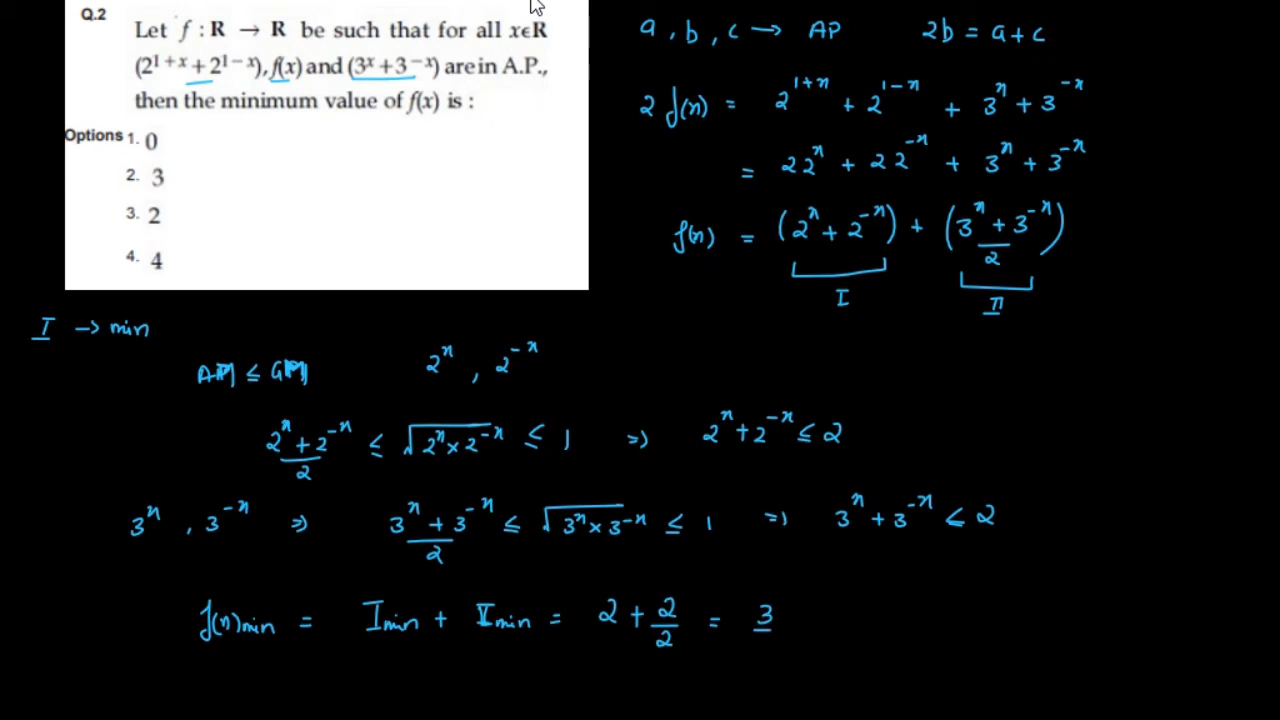 Q.2
Let f : R → R be such that for all xϵR
(2^{1+x} + 2^{1-x}), f(x) and (3^x + 3^{-x}) are in A.P.,
then the minimum value of f(x) is :
Options 1. 0
2. 3
3. 2
4. 4
a, b, c → AP 2b = a+c
2 f(x) = 2^{1+x} + 2^{1-x} + 3^x + 3^{-x}
= 2 2^x + 2 2^{-x} + 3^x + 3^{-x}
f(x) = (2^x + 2^{-x}) + (3^x + 3^{-x} / 2)
I II
I → min
AM ≤ GM 2^x , 2^{-x}
2^x + 2^{-x} / 2 ≤ √(2^x × 2^{-x}) ≤ 1 ⇒ 2^x + 2^{-x} ≤ 2
3^x , 3^{-x} ⇒ 3^x + 3^{-x} / 2 ≤ √(3^x × 3^{-x}) ≤ 1 ⇒ 3^x + 3^{-x} ≤ 2
f(x) min = I min + II min = 2 + 2/2 = 3